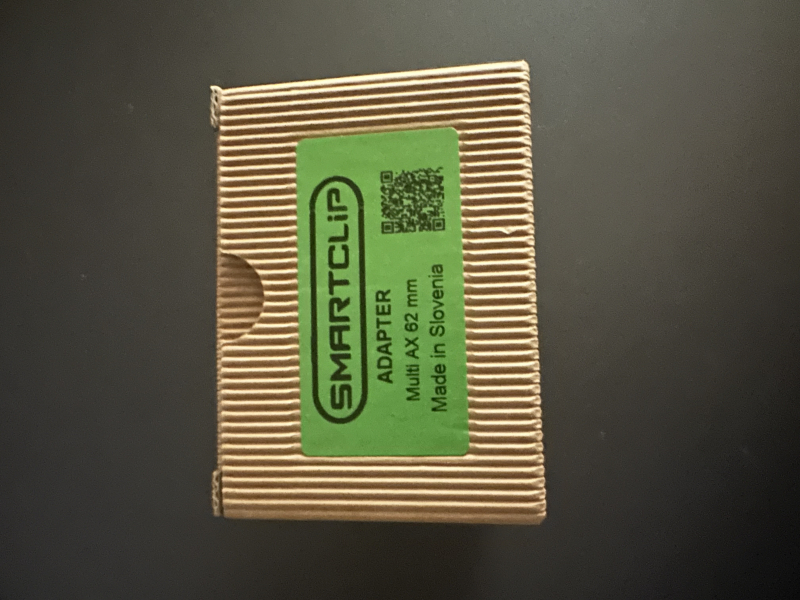 SMARTCLiP
ADAPTER
Multi AX 62 mm
Made in Slovenia